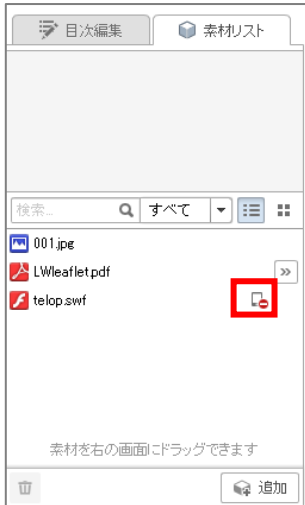 目次編集
素材リスト
検索...
すべて
001.jpg
LWleaflet.pdf
telop.swf
素材を右の画面にドラッグできます
追加